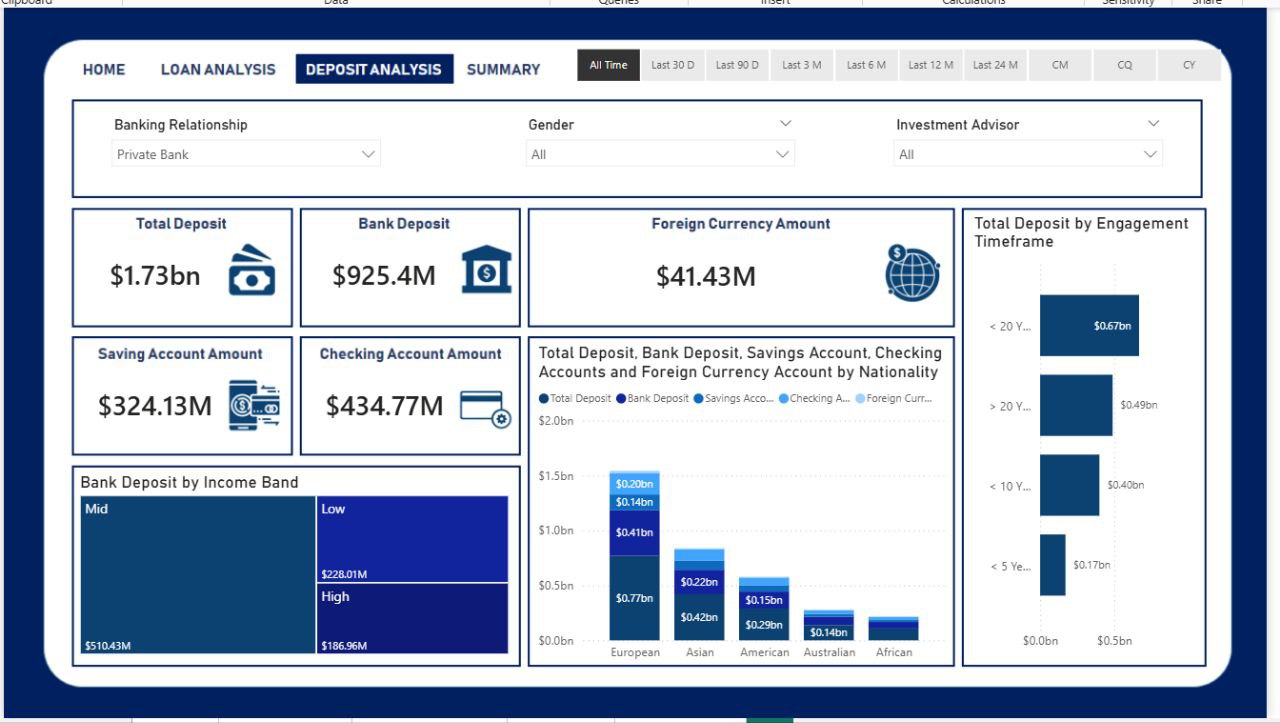 Clipboard
Data
Queries
Insert
Calculations
Sensitivity
Share
HOME
LOAN ANALYSIS
DEPOSIT ANALYSIS
SUMMARY
All Time
Last 30 D
Last 90 D
Last 3 M
Last 6 M
Last 12 M
Last 24 M
CM
CQ
CY
Banking Relationship
Private Bank
Gender
All
Investment Advisor
All
Total Deposit
$1.73bn
Bank Deposit
$925.4M
Foreign Currency Amount
$41.43M
Saving Account Amount
$324.13M
Checking Account Amount
$434.77M
Bank Deposit by Income Band
Mid
$510.43M
Low
$228.01M
High
$186.96M
Total Deposit, Bank Deposit, Savings Account, Checking
Accounts and Foreign Currency Account by Nationality
Total Deposit
Bank Deposit
Savings Acco...
Checking A...
Foreign Curr...
$2.0bn
$1.5bn
$1.0bn
$0.5bn
$0.0bn
$0.20bn
$0.14bn
$0.41bn
$0.77bn
$0.22bn
$0.42bn
$0.15bn
$0.29bn
$0.14bn
European
Asian
American
Australian
African
Total Deposit by Engagement
Timeframe
< 20 Y...
$0.67bn
> 20 Y...
$0.49bn
< 10 Y...
$0.40bn
< 5 Ye...
$0.17bn
$0.0bn
$0.5bn